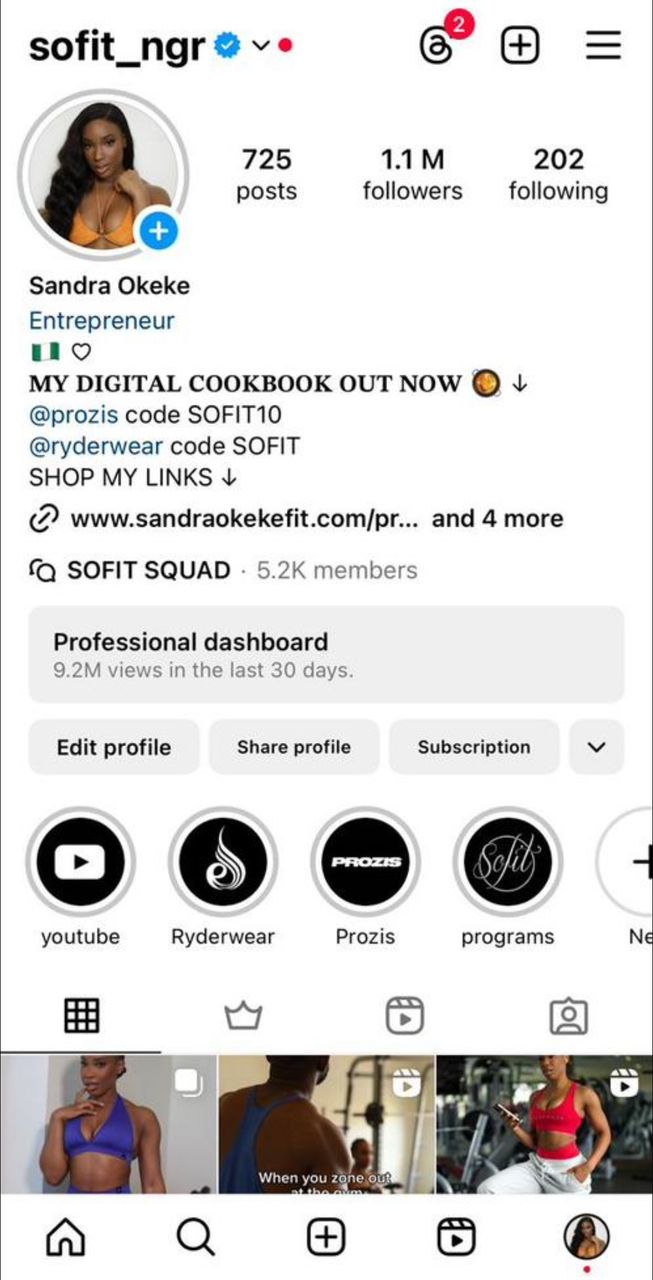 sofit_ngr
2
725
posts
1.1 M
followers
202
following
Sandra Okeke
Entrepreneur
🇳🇬 ♡
MY DIGITAL COOKBOOK OUT NOW 🥘 ↓
@prozis code SOFIT10
@ryderwear code SOFIT
SHOP MY LINKS ↓
www.sandraokekefit.com/pr... and 4 more
SOFIT SQUAD · 5.2K members
Professional dashboard
9.2M views in the last 30 days.
Edit profile
Share profile
Subscription
PROZIS
Sofit
youtube
Ryderwear
Prozis
programs
Ne
When you zone out
at the gym